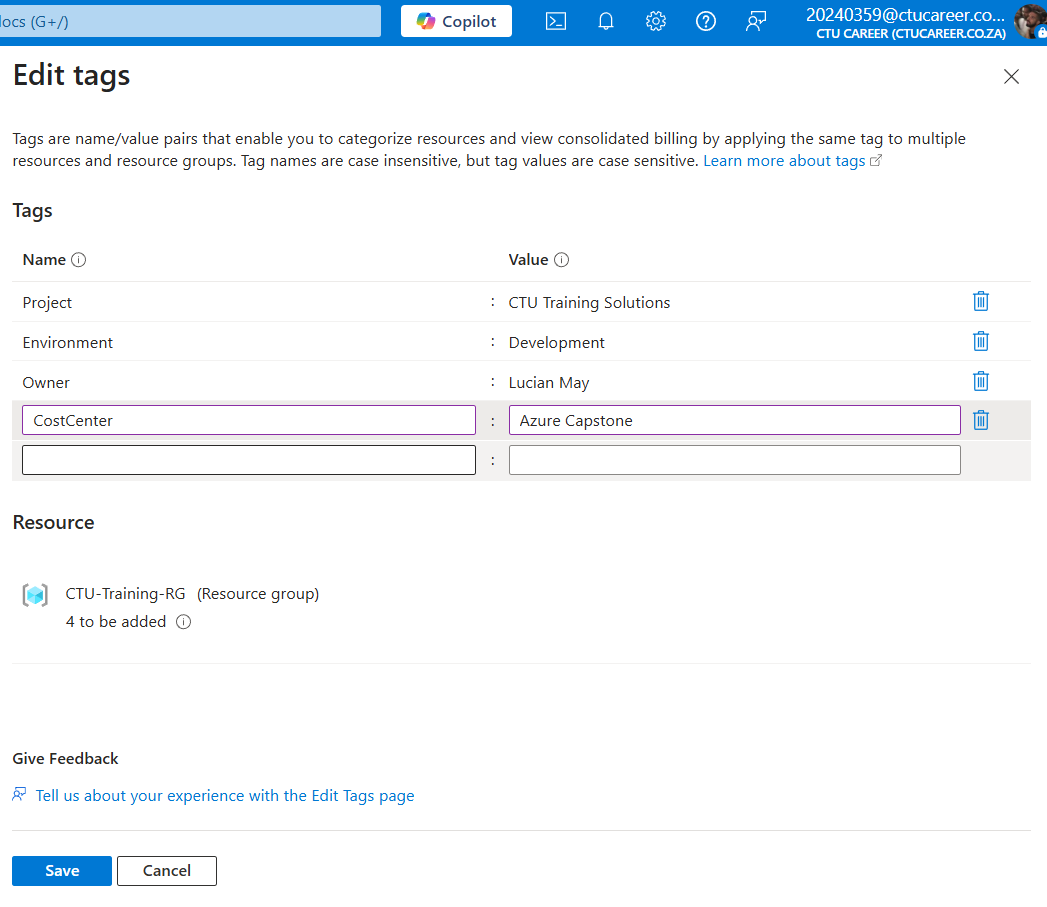 ocs (G+/)
Copilot
20240359@ctucareer.co...
CTU CAREER (CTUCAREER.CO.ZA)
Edit tags
Tags are name/value pairs that enable you to categorize resources and view consolidated billing by applying the same tag to multiple
resources and resource groups. Tag names are case insensitive, but tag values are case sensitive. Learn more about tags
Tags
Name Value
Project : CTU Training Solutions
Environment : Development
Owner : Lucian May
CostCenter : Azure Capstone
:
Resource
CTU-Training-RG (Resource group)
4 to be added
Give Feedback
Tell us about your experience with the Edit Tags page
Save Cancel